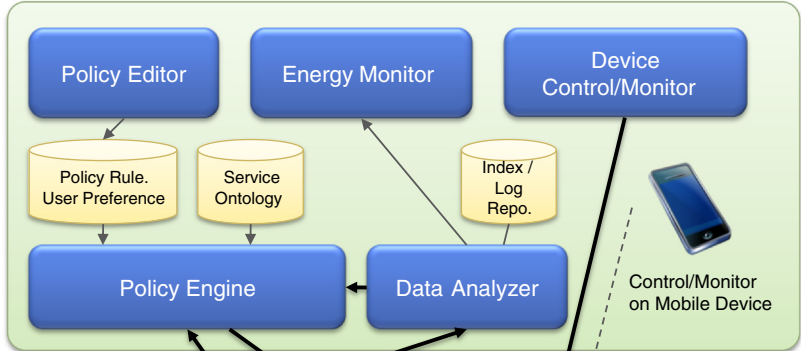 Policy Editor
Energy Monitor
Device
Control/Monitor
Policy Rule.
User Preference
Service
Ontology
Index /
Log
Repo.
Policy Engine
Data Analyzer
Control/Monitor
on Mobile Device